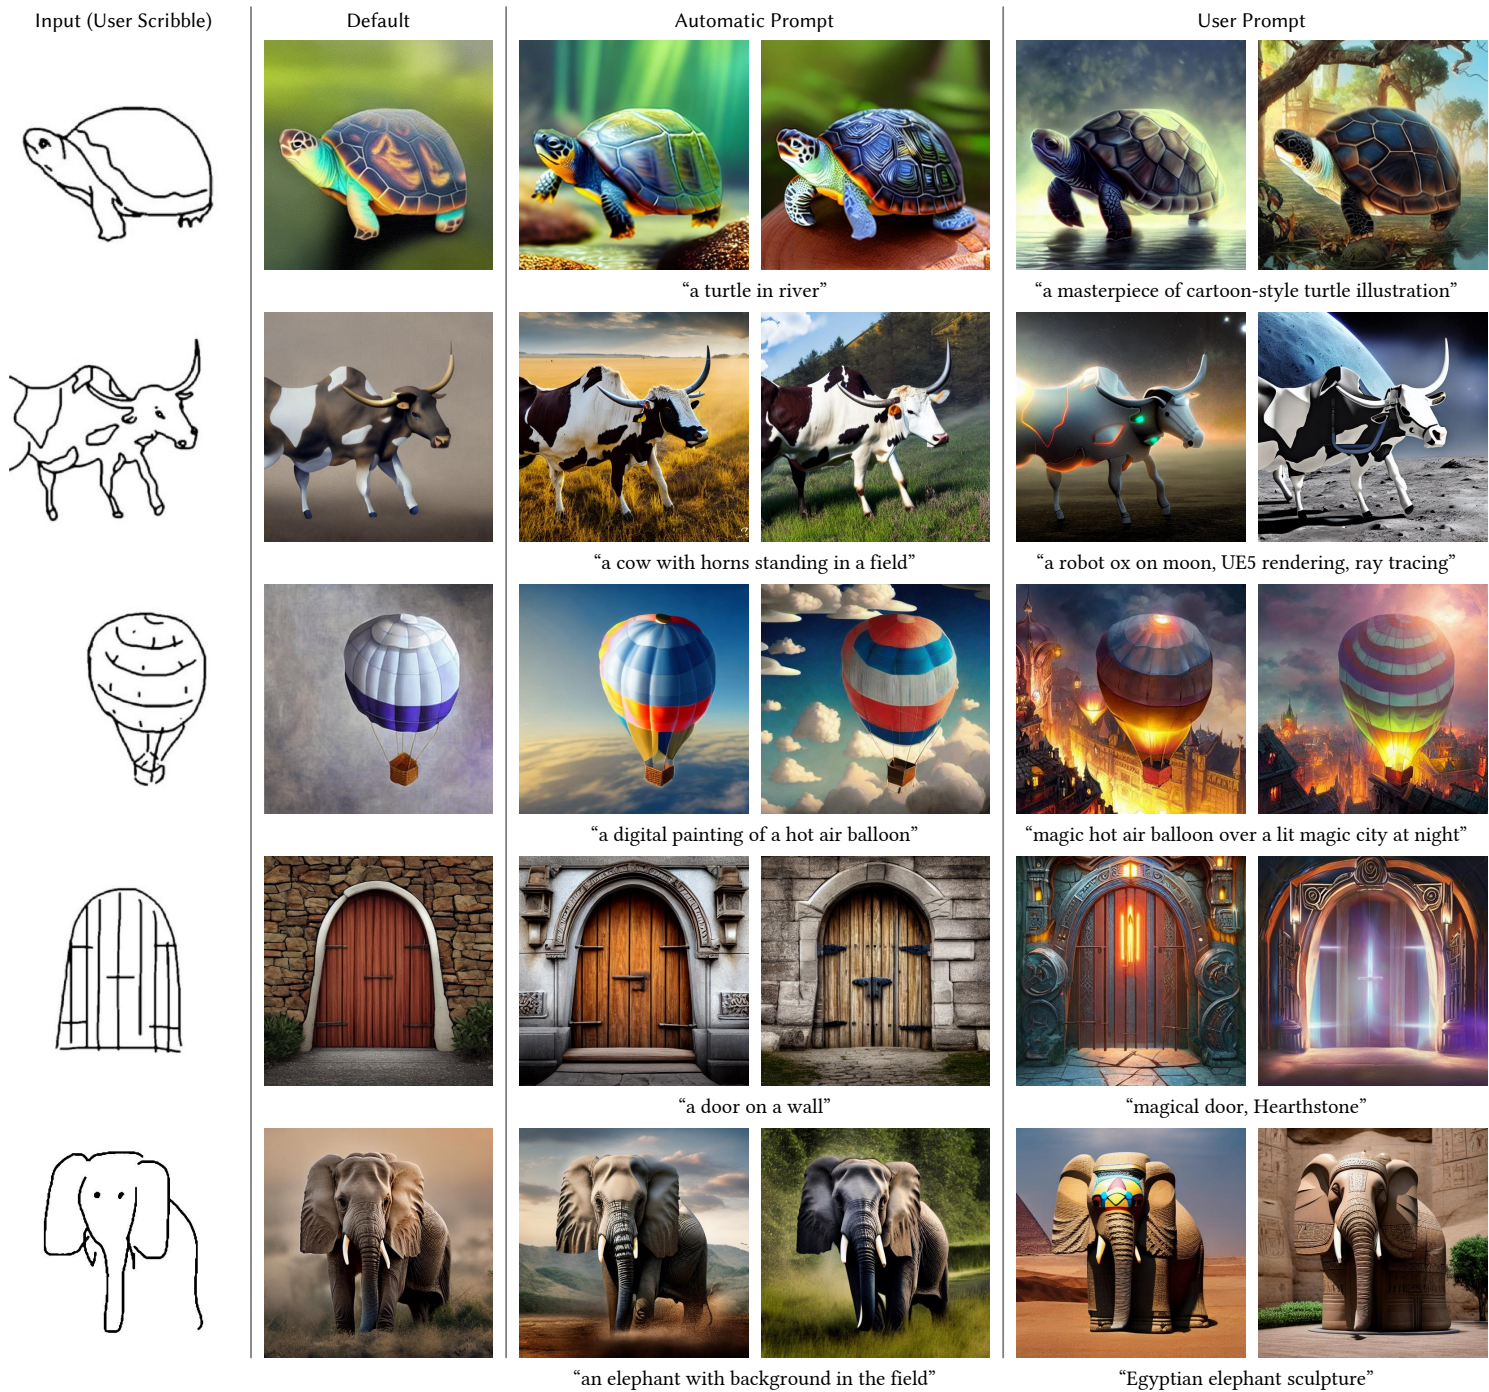 Input (User Scribble)
Default
Automatic Prompt
User Prompt
“a turtle in river”
“a masterpiece of cartoon-style turtle illustration”
“a cow with horns standing in a field”
“a robot ox on moon, UE5 rendering, ray tracing”
“a digital painting of a hot air balloon”
“magic hot air balloon over a lit magic city at night”
“a door on a wall”
“magical door, Hearthstone”
“an elephant with background in the field”
“Egyptian elephant sculpture”